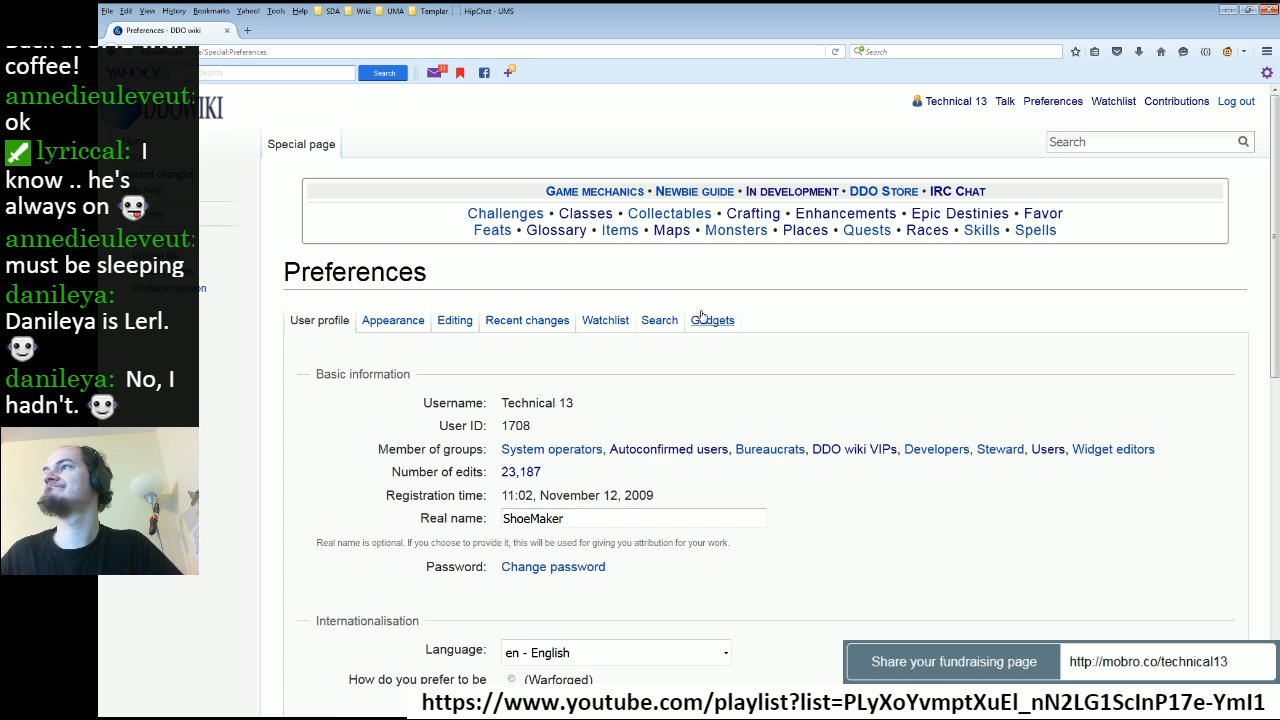 File Edit View History Bookmarks Yahoo! Tools Help SDA Wiki UMA Templar HipChat - UMS
Preferences - DDO wiki
/Special:Preferences
Search
YAHOO!
Search
coffee!
annedieuleveut:
ok
lyriccal: I
know .. he's
always on
annedieuleveut:
must be sleeping
danileya:
Danileya is Lerl.
danileya: No, I
hadn't.
Technical 13 Talk Preferences Watchlist Contributions Log out
Special page
Search
Printable version
GAME MECHANICS • NEWBIE GUIDE • IN DEVELOPMENT • DDO STORE • IRC CHAT
Challenges • Classes • Collectables • Crafting • Enhancements • Epic Destinies • Favor
Feats • Glossary • Items • Maps • Monsters • Places • Quests • Races • Skills • Spells
Preferences
User profile Appearance Editing Recent changes Watchlist Search Gadgets
Basic information
Username: Technical 13
User ID: 1708
Member of groups: System operators, Autoconfirmed users, Bureaucrats, DDO wiki VIPs, Developers, Steward, Users, Widget editors
Number of edits: 23,187
Registration time: 11:02, November 12, 2009
Real name: ShoeMaker
Real name is optional. If you choose to provide it, this will be used for giving you attribution for your work.
Password: Change password
Internationalisation
Language: en - English
How do you prefer to be (Warforged)
Share your fundraising page http://mobro.co/technical13
https://www.youtube.com/playlist?list=PLyXoYvmptXuEl_nN2LG1ScInP17e-YmI1